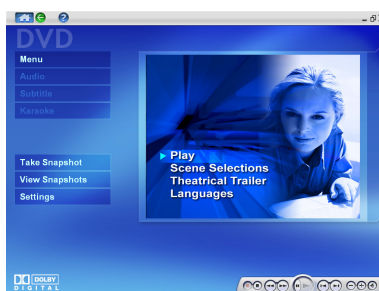 DVD
Menu
Audio
Subtitle
Karaoke
Play
Scene Selections
Theatrical Trailer
Languages
Take Snapshot
View Snapshots
Settings
DOLBY
DIGITAL